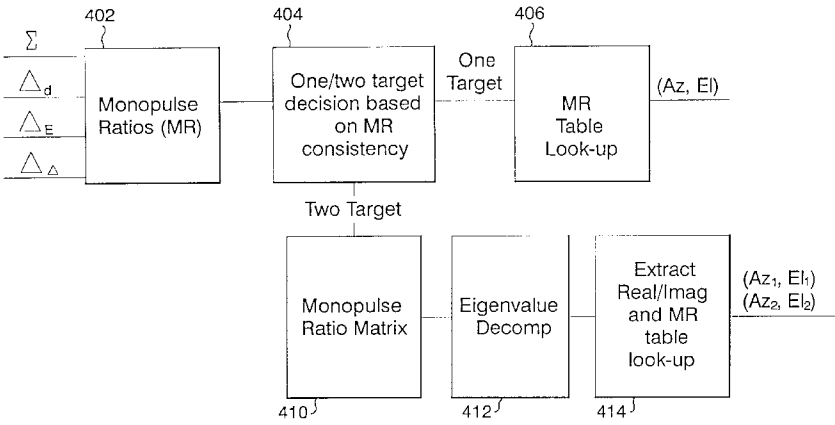 402
404
406
Σ
Δd
ΔE
ΔΔ
Monopulse
Ratios (MR)
One/two target
decision based
on MR
consistency
One
Target
MR
Table
Look-up
(Az, El)
Two Target
Monopulse
Ratio Matrix
Eigenvalue
Decomp
Extract
Real/Imag
and MR
table
look-up
(Az1, El1)
(Az2, El2)
410
412
414